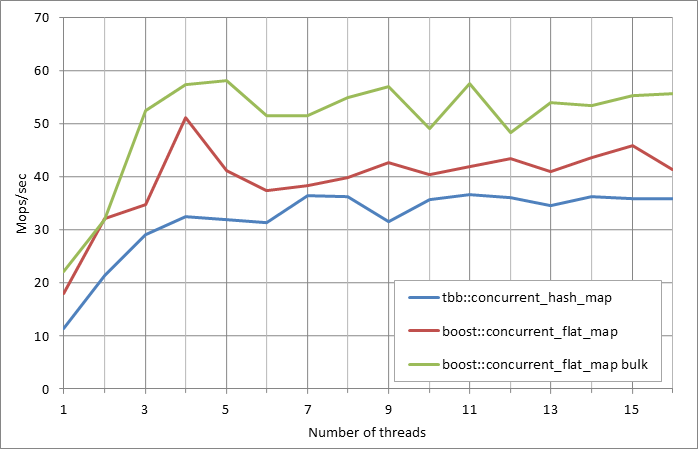 70
60
50
40
30
20
10
0
Mops/sec
tbb::concurrent_hash_map
boost::concurrent_flat_map
boost::concurrent_flat_map bulk
1 3 5 7 9 11 13 15
Number of threads